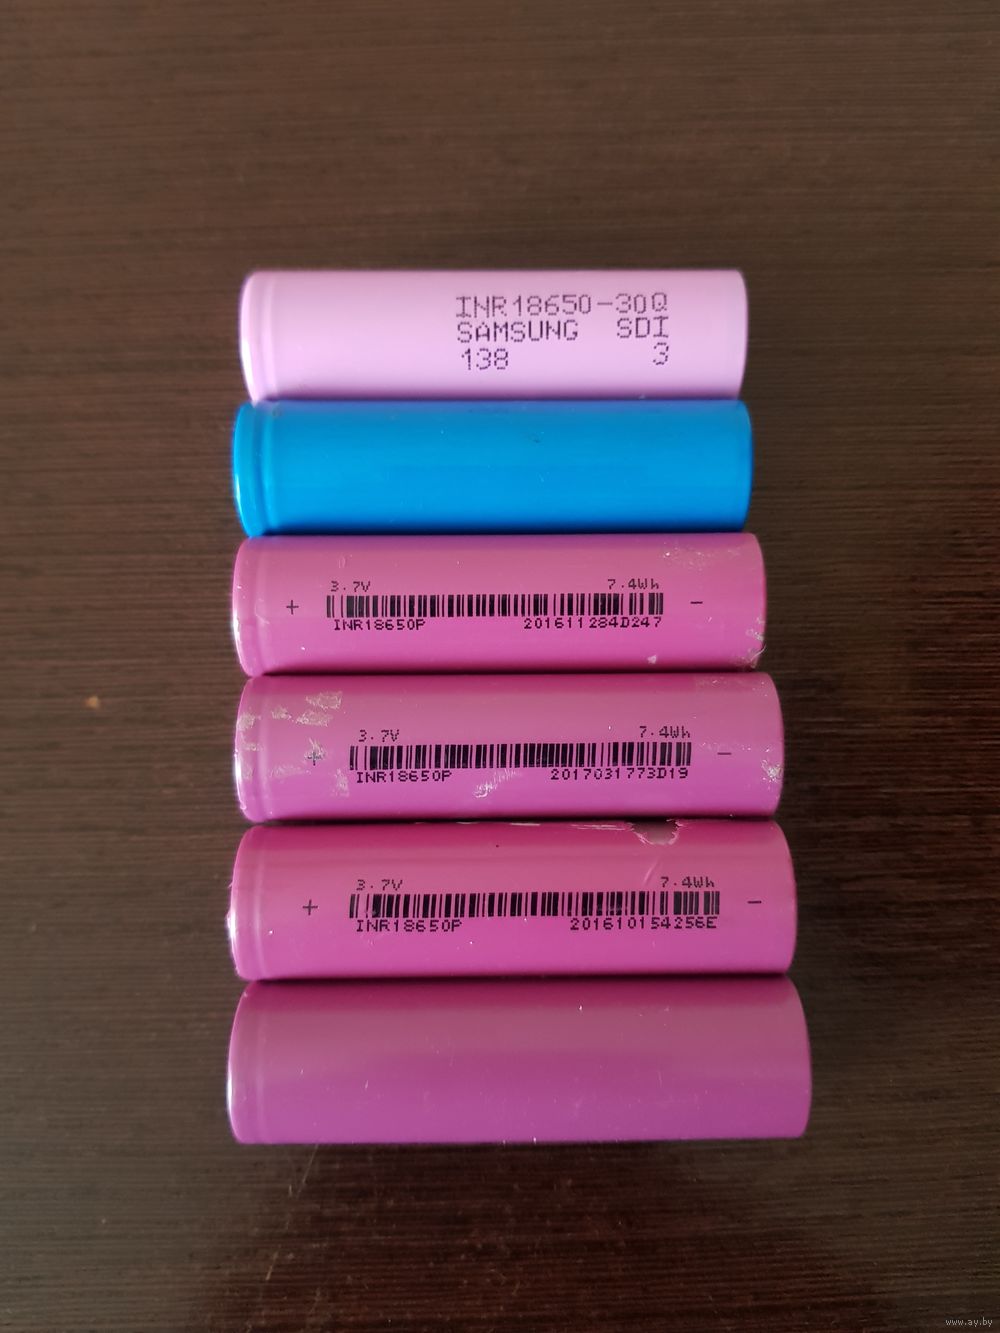 INR18650-30Q
SAMSUNG SDI
138 3
3.7V 7.4Wh
+ -
INR18650P 201611284D247
3.7V 7.4Wh
+ -
INR18650P 2017031773D19
3.7V 7.4Wh
+ -
INR18650P 201610154256E
www.ay.by